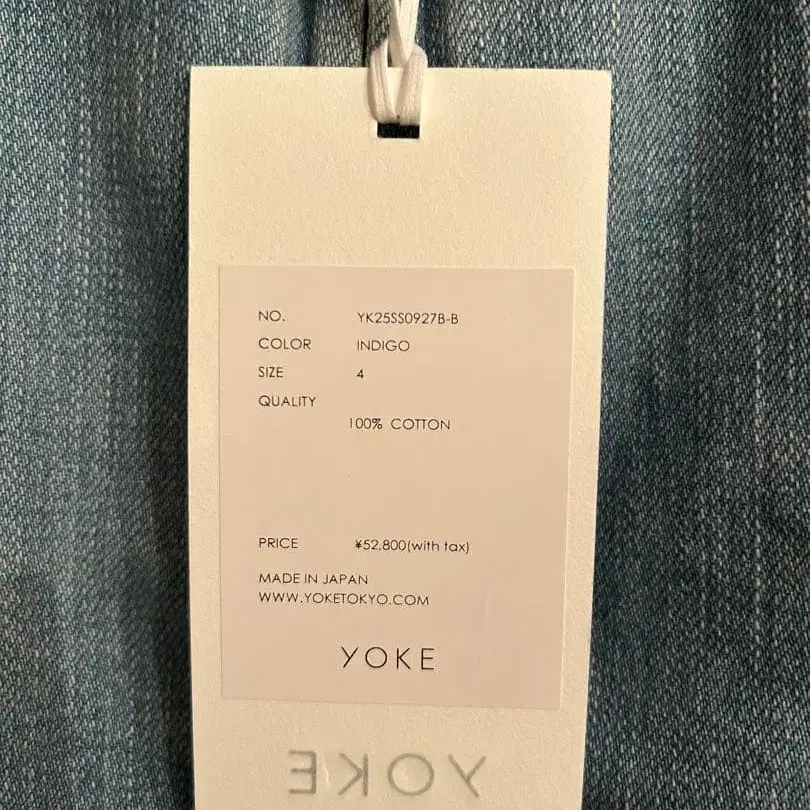 NO. YK25SS0927B-B
COLOR INDIGO
SIZE 4
QUALITY
100% COTTON
PRICE ¥52,800(with tax)
MADE IN JAPAN
WWW.YOKETOKYO.COM
YOKE
YOKE